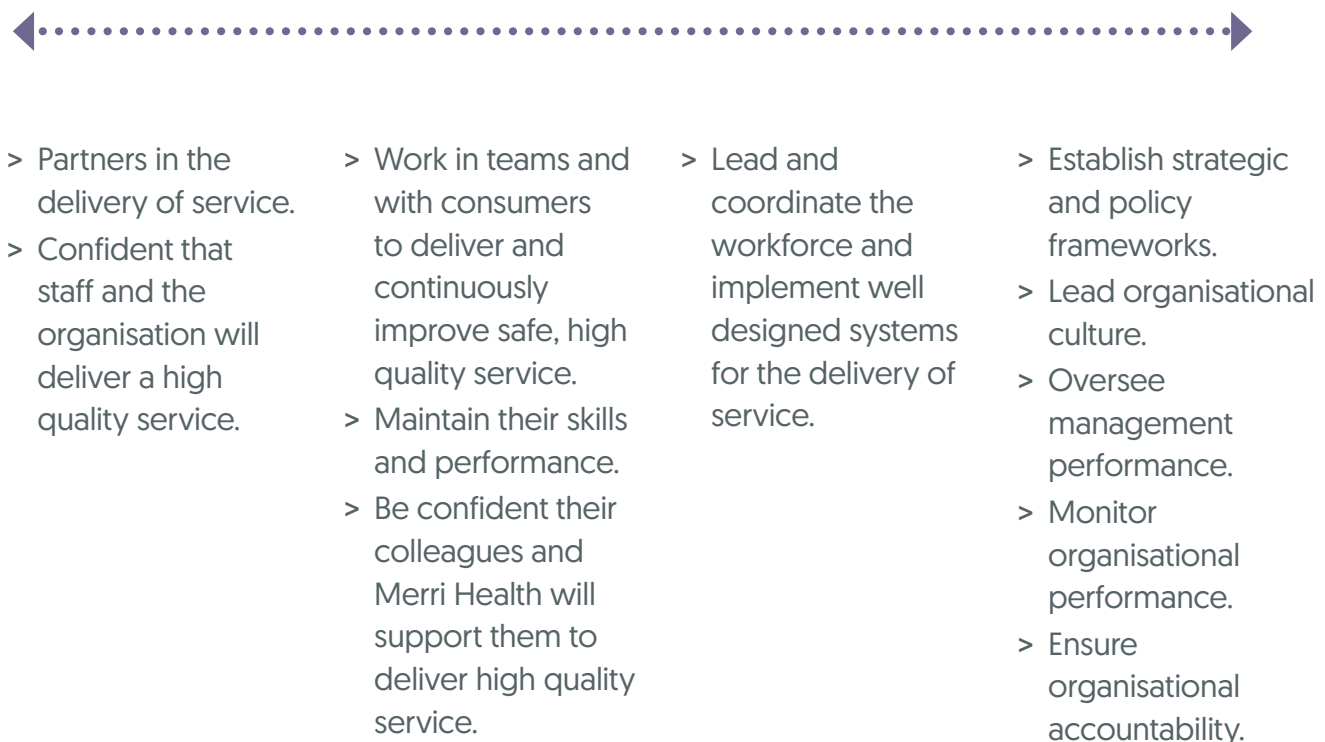 > Partners in the
delivery of service.
> Confident that
staff and the
organisation will
deliver a high
quality service.
> Work in teams and
with consumers
to deliver and
continuously
improve safe, high
quality service.
> Maintain their skills
and performance.
> Be confident their
colleagues and
Merri Health will
support them to
deliver high quality
service.
> Lead and
coordinate the
workforce and
implement well
designed systems
for the delivery of
service.
> Establish strategic
and policy
frameworks.
> Lead organisational
culture.
> Oversee
management
performance.
> Monitor
organisational
performance.
> Ensure
organisational
accountability.